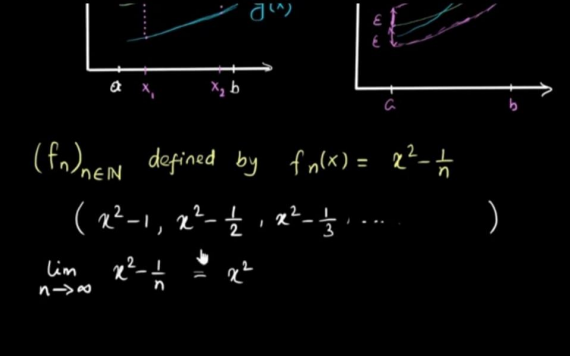 g(x)
a x₁ x₂ b
ε
ε
a b
(fₙ)ₙ∈ℕ defined by fₙ(x) = x² - 1/n
( x² - 1, x² - 1/2, x² - 1/3, ..... )
lim n→∞ x² - 1/n = x²